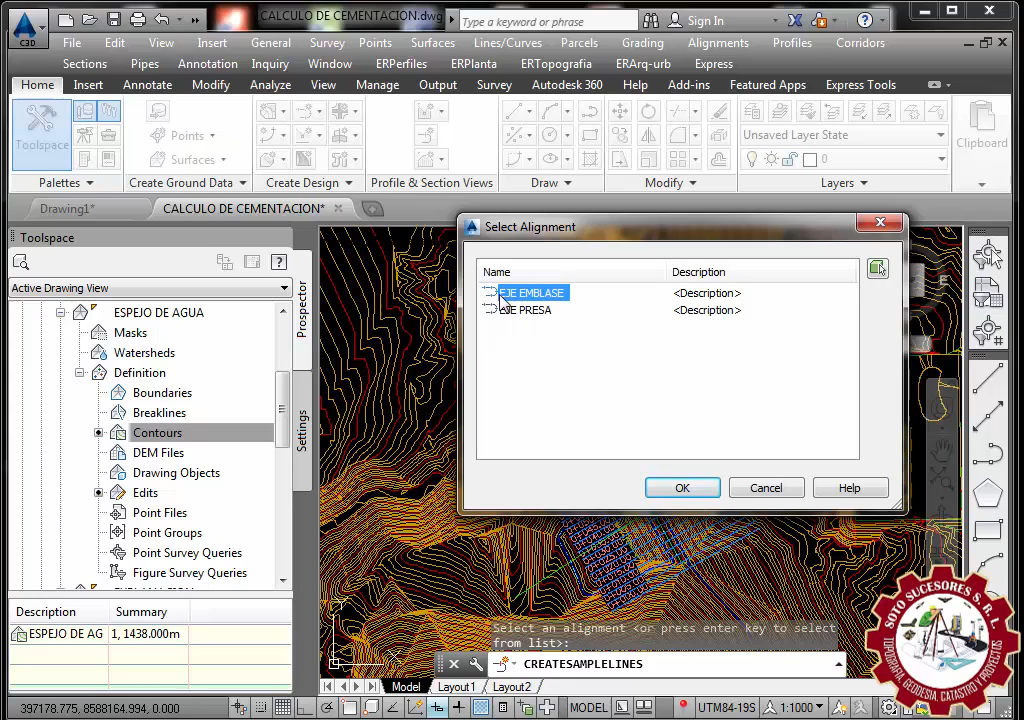 CALCULO DE CEMENTACION.dwg
Type a keyword or phrase
Sign In
C3D
File Edit View Insert General Survey Points Surfaces Lines/Curves Parcels Grading Alignments Profiles Corridors
Sections Pipes Annotation Inquiry Window ERPerfiles ERPlanta ERTopografia ERArq-urb Express
Home Insert Annotate Modify Analyze View Manage Output Survey Autodesk 360 Help Add-ins Featured Apps Express Tools
Toolspace
Points
Surfaces
Unsaved Layer State
0
Clipboard
Palettes Create Ground Data Create Design Profile & Section Views Draw Modify Layers
Drawing1* CALCULO DE CEMENTACION*
Toolspace
Active Drawing View
Prospector
Settings
ESPEJO DE AGUA
Masks
Watersheds
Definition
Boundaries
Breaklines
Contours
DEM Files
Drawing Objects
Edits
Point Files
Point Groups
Point Survey Queries
Figure Survey Queries
Description Summary
ESPEJO DE AG 1, 1438.000m
Select Alignment
Name Description
EJE EMBLASE <Description>
EJE PRESA <Description>
OK Cancel Help
Select an alignment <or press enter key to select
from list>:
CREATESAMPLELINES
Model Layout1 Layout2
397178.775, 8588164.994, 0.000
MODEL
UTM84-19S
1:1000
SOTO SUCESORES S.R.L.
TOPOGRAFIA, GEODESIA, CATASTRO Y PROYECTOS